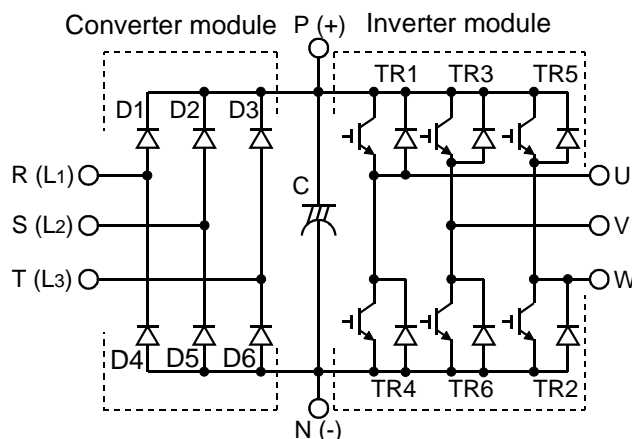 Converter module
P (+)
Inverter module
D1
D2
D3
TR1
TR3
TR5
R (L1)
U
C
S (L2)
V
T (L3)
W
D4
D5
D6
TR4
TR6
TR2
N (-)